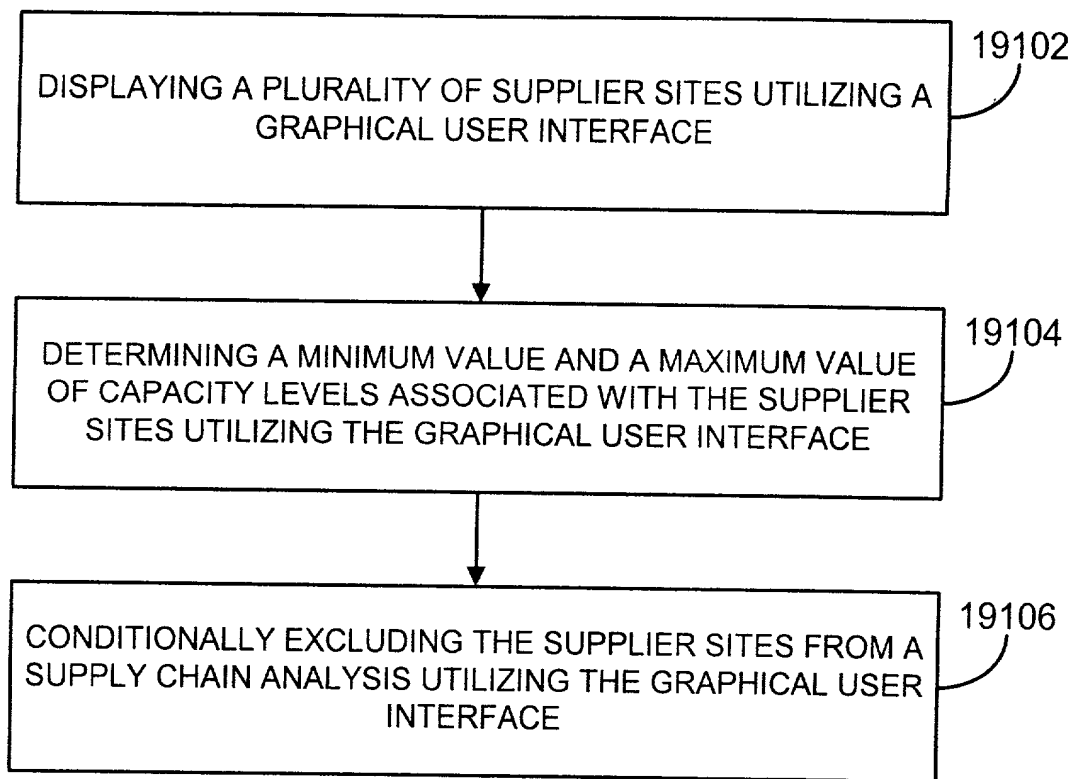 19102
DISPLAYING A PLURALITY OF SUPPLIER SITES UTILIZING A
GRAPHICAL USER INTERFACE
19104
DETERMINING A MINIMUM VALUE AND A MAXIMUM VALUE
OF CAPACITY LEVELS ASSOCIATED WITH THE SUPPLIER
SITES UTILIZING THE GRAPHICAL USER INTERFACE
19106
CONDITIONALLY EXCLUDING THE SUPPLIER SITES FROM A
SUPPLY CHAIN ANALYSIS UTILIZING THE GRAPHICAL USER
INTERFACE